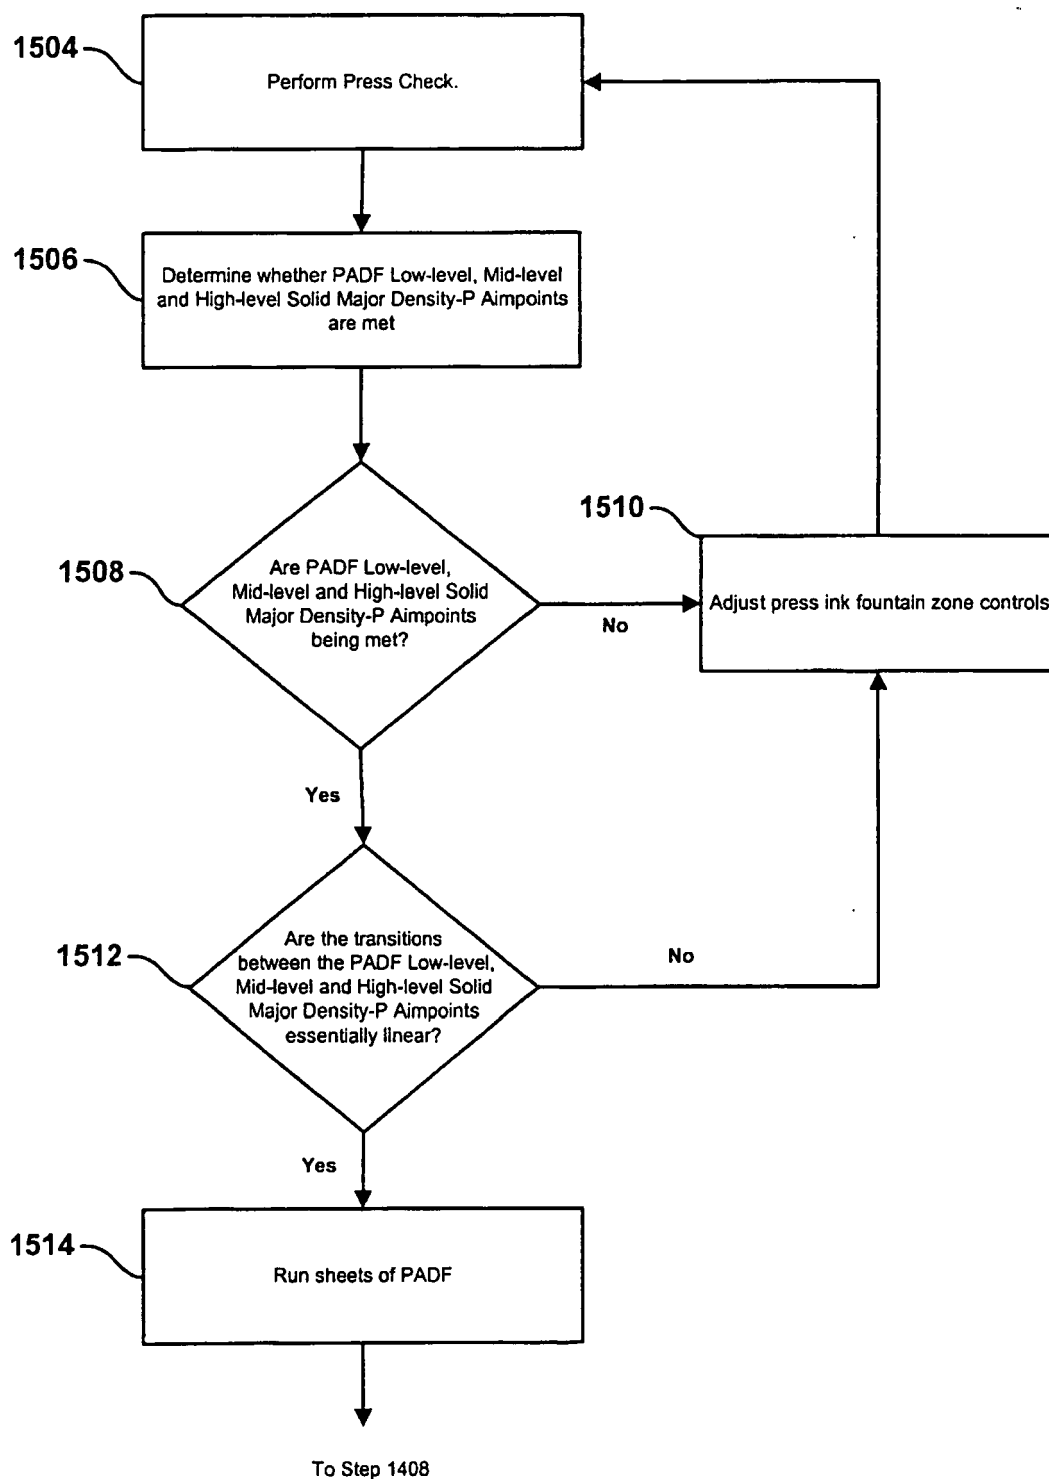 1504
Perform Press Check.
1506
Determine whether PADF Low-level, Mid-level
and High-level Solid Major Density-P Aimpoints
are met
1508
Are PADF Low-level,
Mid-level and High-level Solid
Major Density-P Aimpoints
being met?
No
1510
Adjust press ink fountain zone controls
Yes
1512
Are the transitions
between the PADF Low-level,
Mid-level and High-level Solid
Major Density-P Aimpoints
essentially linear?
No
Yes
1514
Run sheets of PADF
To Step 1408